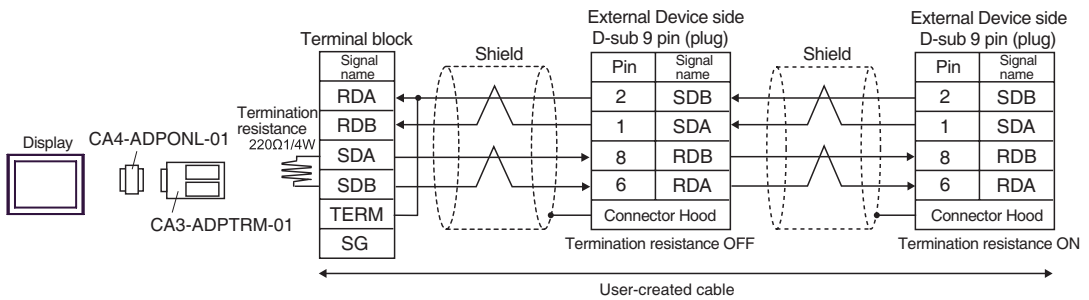 External Device side
D-sub 9 pin (plug)
External Device side
D-sub 9 pin (plug)
Terminal block
Shield
Shield
Signal name
Pin
Signal name
Pin
Signal name
RDA
2
SDB
2
SDB
RDB
1
SDA
1
SDA
SDA
8
RDB
8
RDB
SDB
6
RDA
6
RDA
TERM
Connector Hood
Connector Hood
SG
Termination resistance OFF
Termination resistance ON
Termination
resistance
220Ω1/4W
Display
CA4-ADPONL-01
CA3-ADPTRM-01
User-created cable